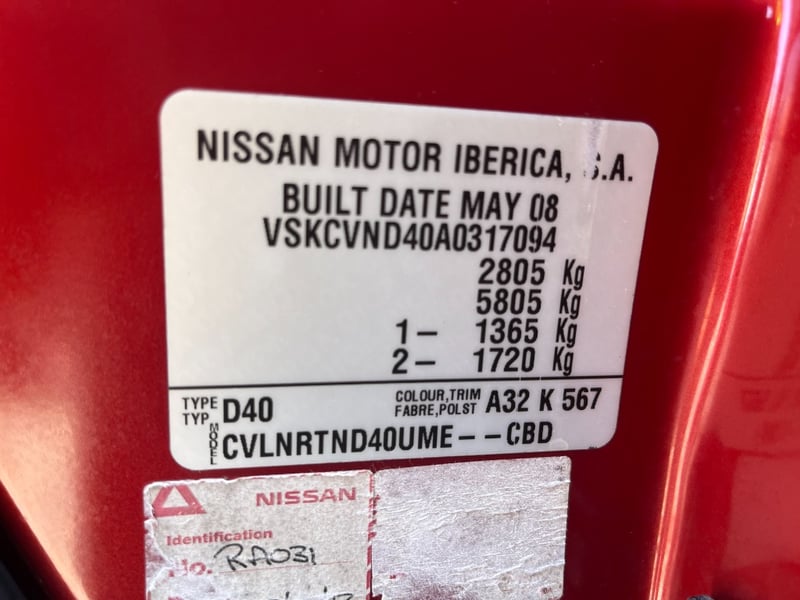 NISSAN MOTOR IBERICA, S.A.
BUILT DATE MAY 08
VSKCVND40A0317094
2805 Kg
5805 Kg
1- 1365 Kg
2- 1720 Kg
TYPE TYP D40 COLOUR,TRIM FABRE,POLST A32 K 567
MODEL CVLNRTND40UME--CBD
NISSAN
Identification
No. RA031